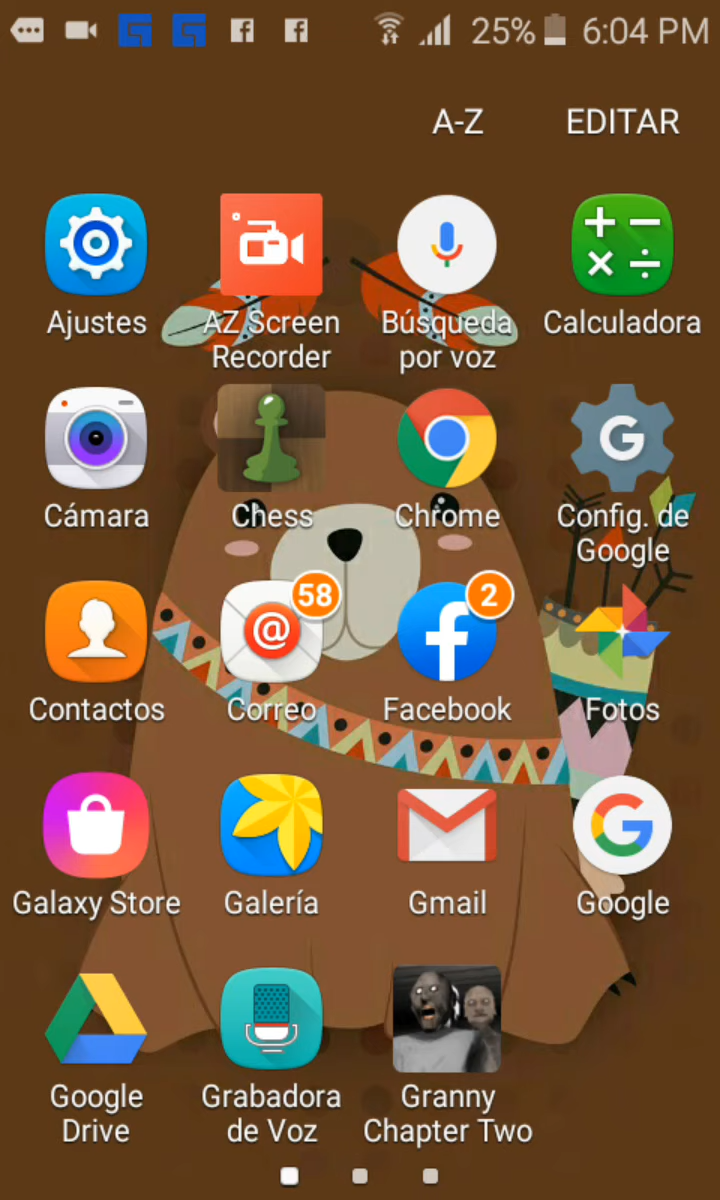 25% 6:04 PM
A-Z EDITAR
Ajustes
AZ Screen
Recorder
Búsqueda
por voz
Calculadora
Cámara
Chess
Chrome
Config. de
Google
Contactos
58
Correo
2
Facebook
Fotos
Galaxy Store
Galería
Gmail
Google
Google
Drive
Grabadora
de Voz
Granny
Chapter Two